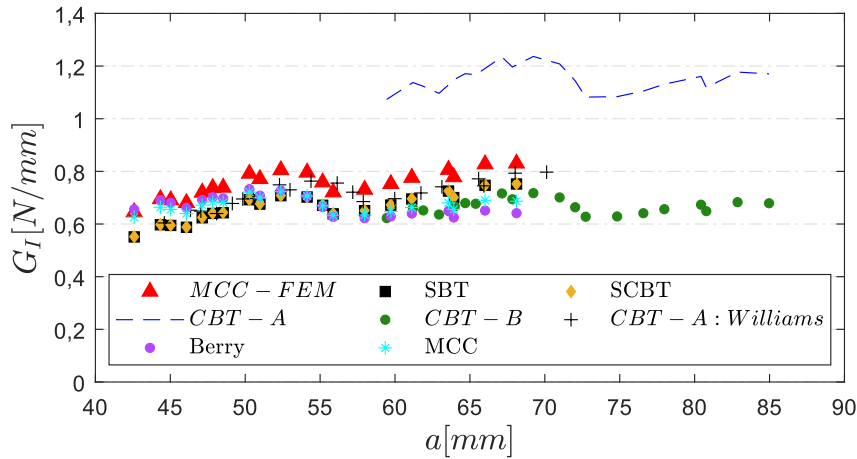 1,4
1,2
1
0,8
0,6
0,4
0,2
0
G_I[N/mm]
MCC − FEM SBT SCBT
CBT − A CBT − B CBT − A : Williams
Berry MCC
40 45 50 55 60 65 70 75 80 85 90
a[mm]